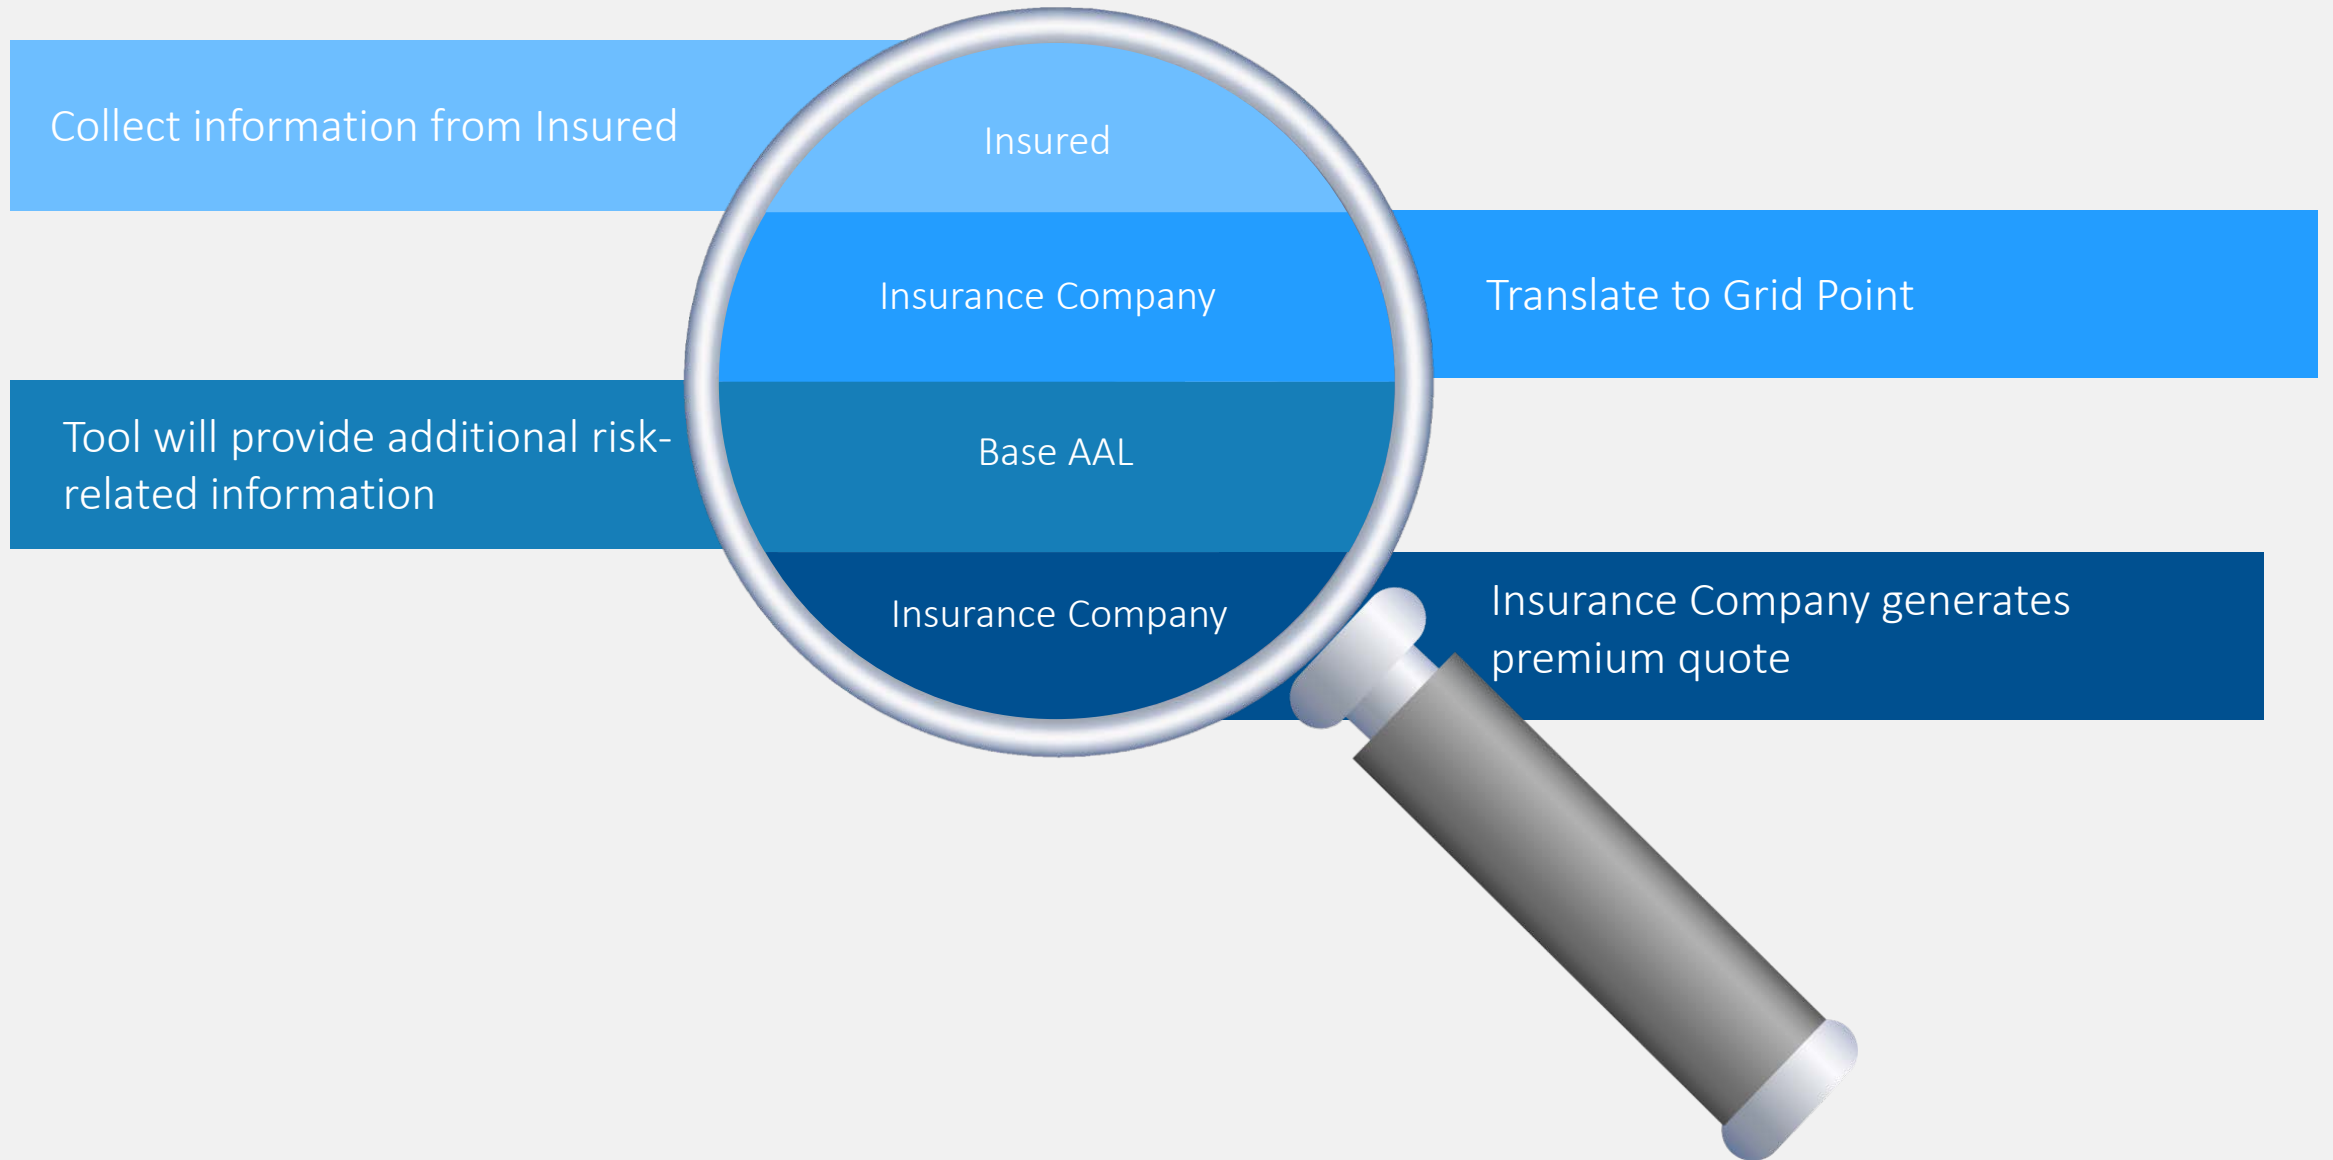 Collect information from Insured
Insured
Insurance Company
Translate to Grid Point
Tool will provide additional risk-
related information
Base AAL
Insurance Company
Insurance Company generates
premium quote